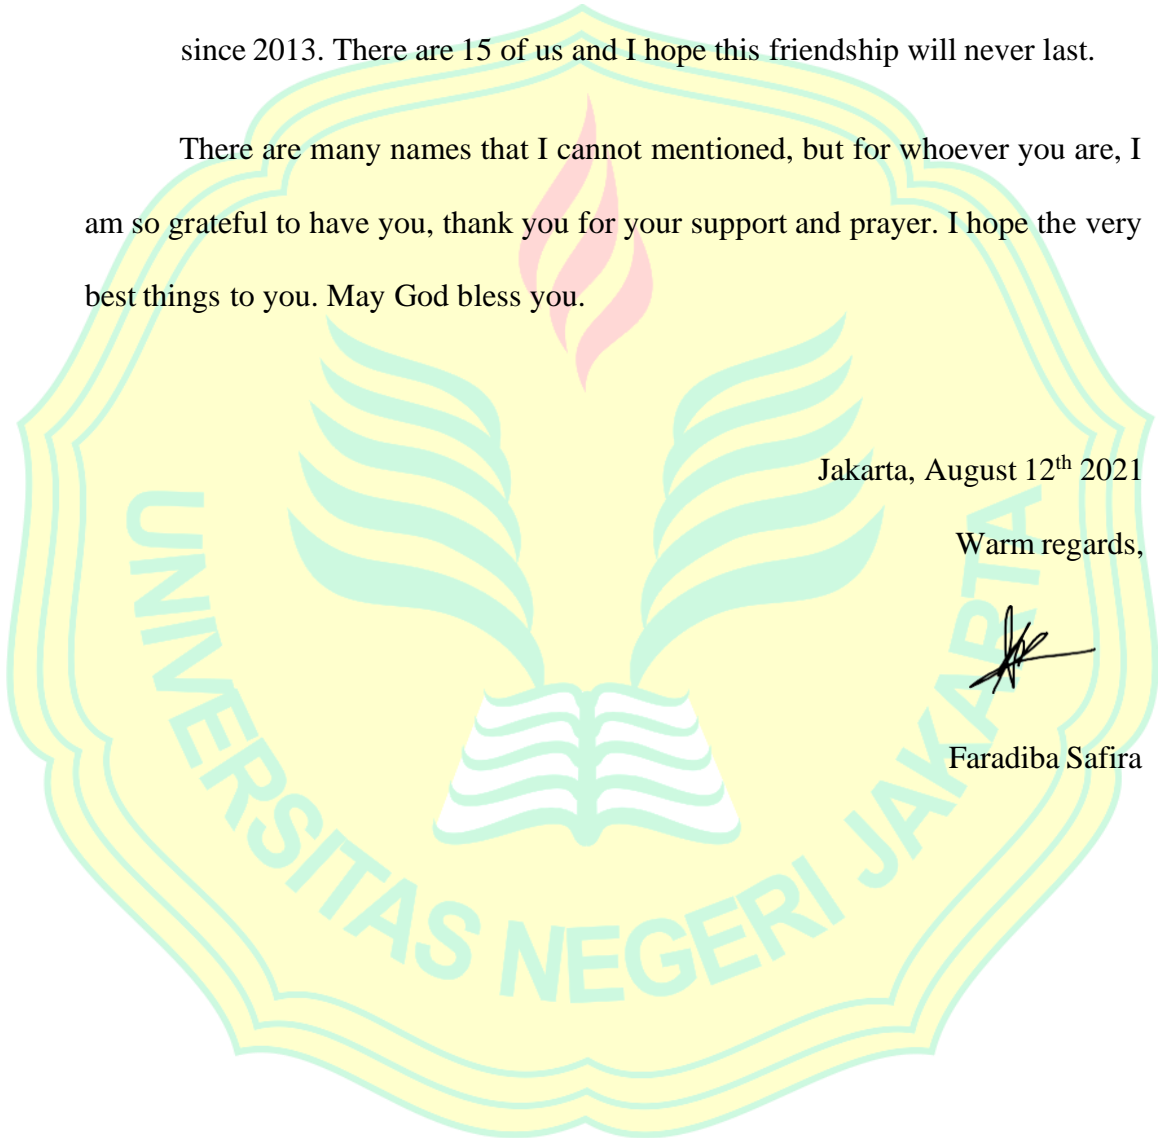 since 2013. There are 15 of us and I hope this friendship will never last.
There are many names that I cannot mentioned, but for whoever you are, I
am so grateful to have you, thank you for your support and prayer. I hope the very
best things to you. May God bless you.
Jakarta, August 12th 2021
Warm regards,
Faradiba Safira
UNIVERSITAS NEGERI JAKARTA